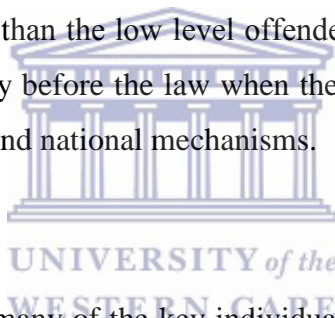 than the low level offende
y before the law when the
nd national mechanisms.
UNIVERSITY of the
WESTERN CAPE
many of the key individua